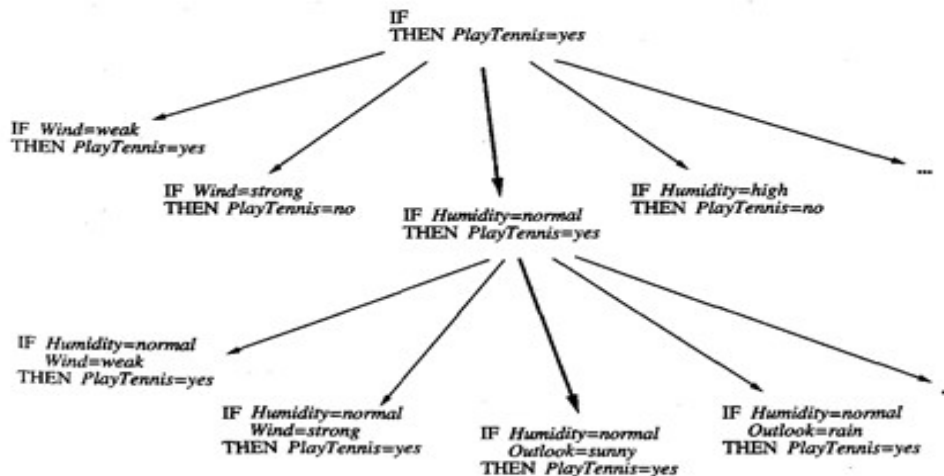 IF
THEN PlayTennis=yes
IF Wind=weak
THEN PlayTennis=yes
IF Wind=strong
THEN PlayTennis=no
IF Humidity=normal
THEN PlayTennis=yes
IF Humidity=high
THEN PlayTennis=no
...
IF Humidity=normal
Wind=weak
THEN PlayTennis=yes
IF Humidity=normal
Wind=strong
THEN PlayTennis=yes
IF Humidity=normal
Outlook=sunny
THEN PlayTennis=yes
IF Humidity=normal
Outlook=rain
THEN PlayTennis=yes